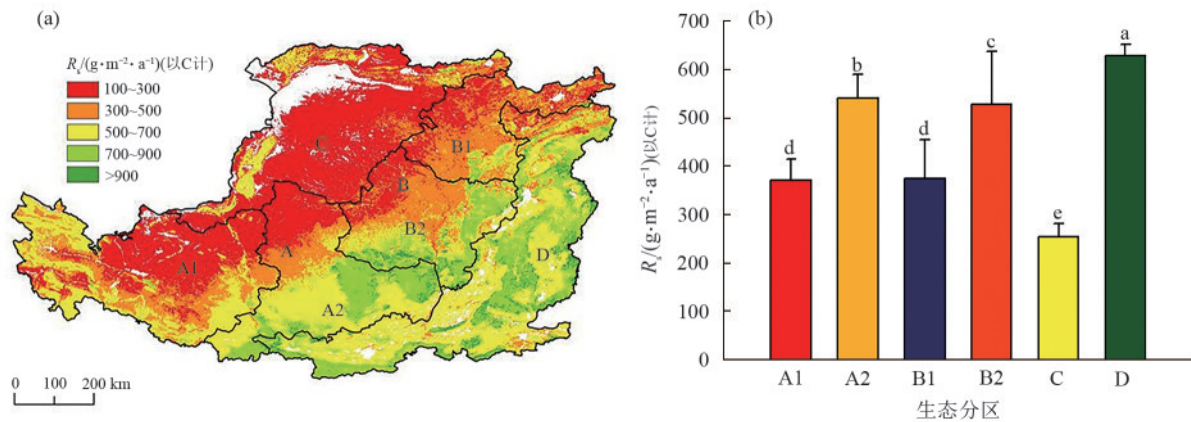 (a)
Rs/(g·m⁻²·a⁻¹)(以C计)
100~300
300~500
500~700
700~900
>900
C
B1
B
B2
A
A1
D
A2
0 100 200 km
(b)
Rs/(g·m⁻²·a⁻¹)(以C计)
700
600
500
400
300
200
100
0
d
b
d
c
e
a
A1 A2 B1 B2 C D
生态分区